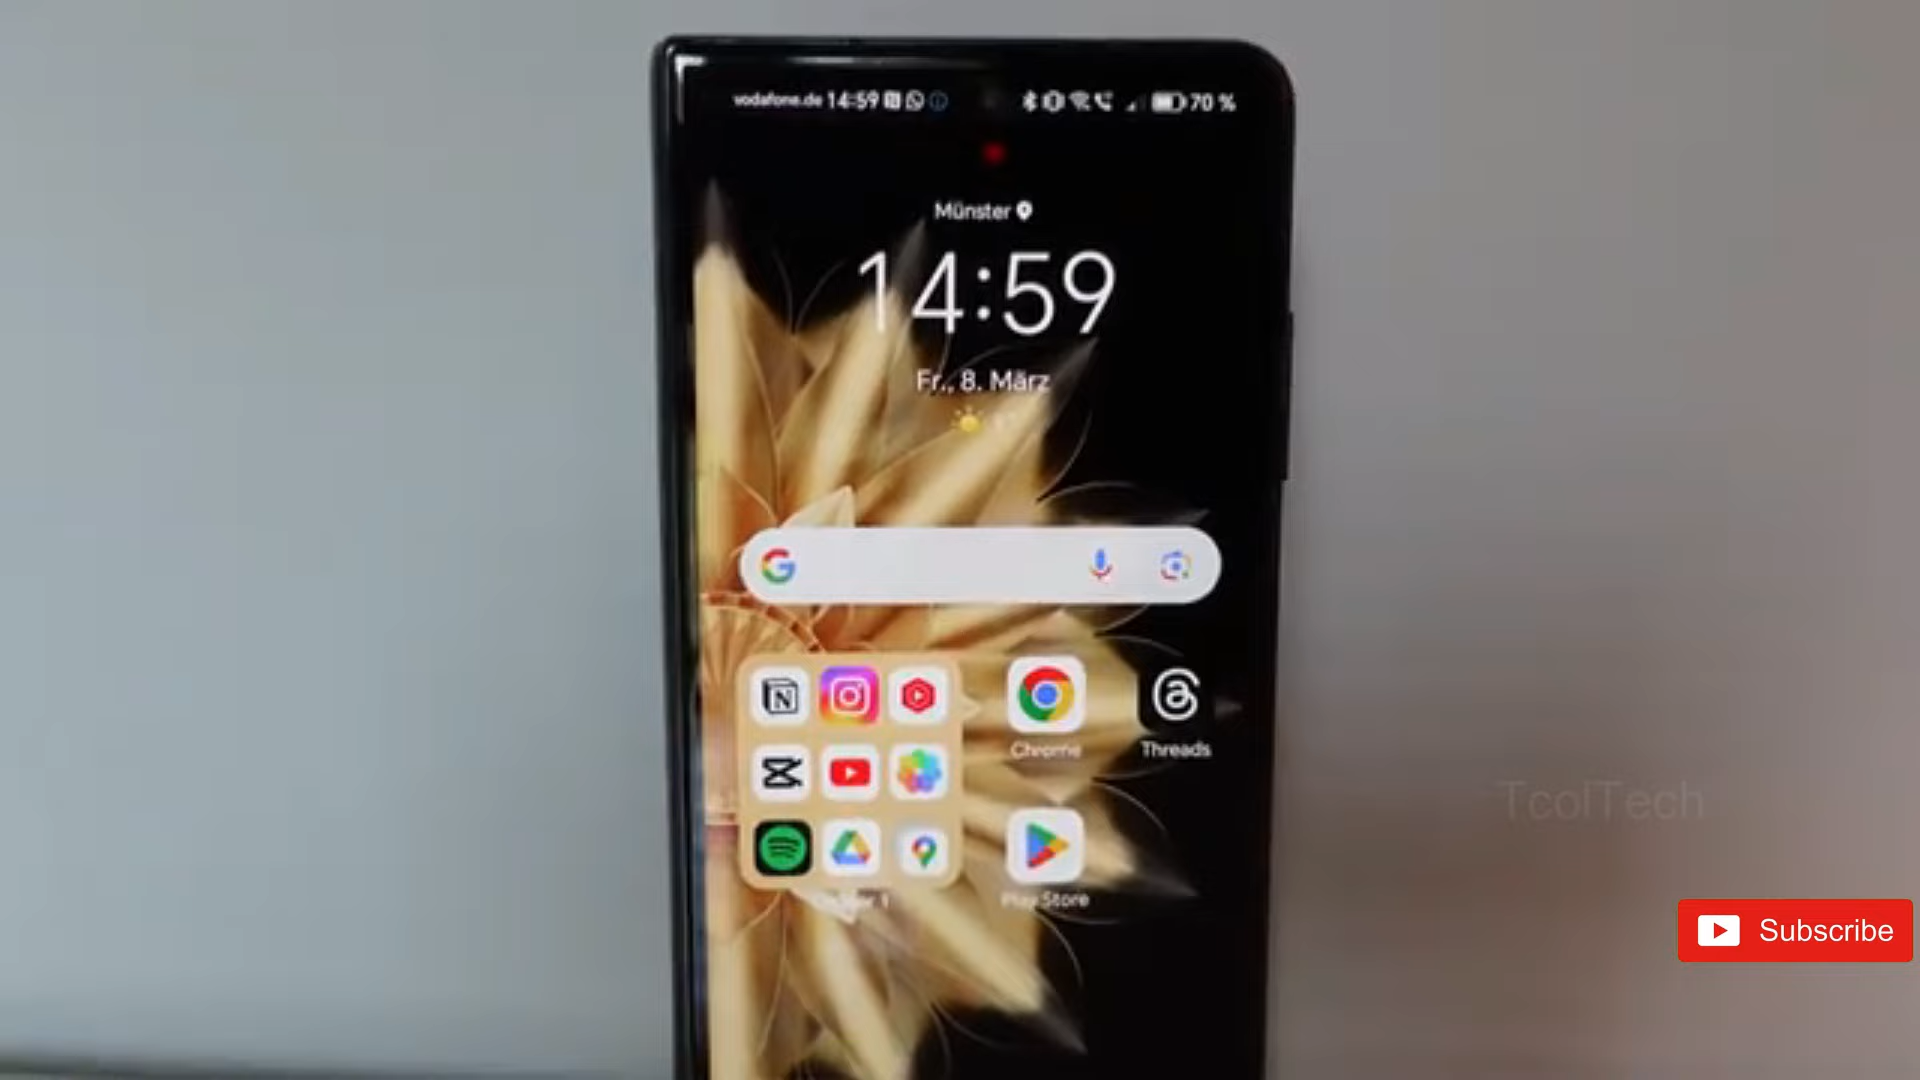 vodafone.de 14:59 70 %
Münster
14:59
Fr., 8. März
Chrome Threads
Play Store
TcolTech
Subscribe